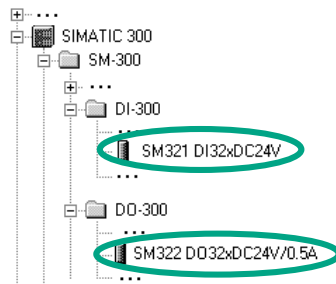 ...
SIMATIC 300
SM-300
...
DI-300
...
SM321 DI32xDC24V
...
DO-300
...
SM322 DO32xDC24V/0.5A
...